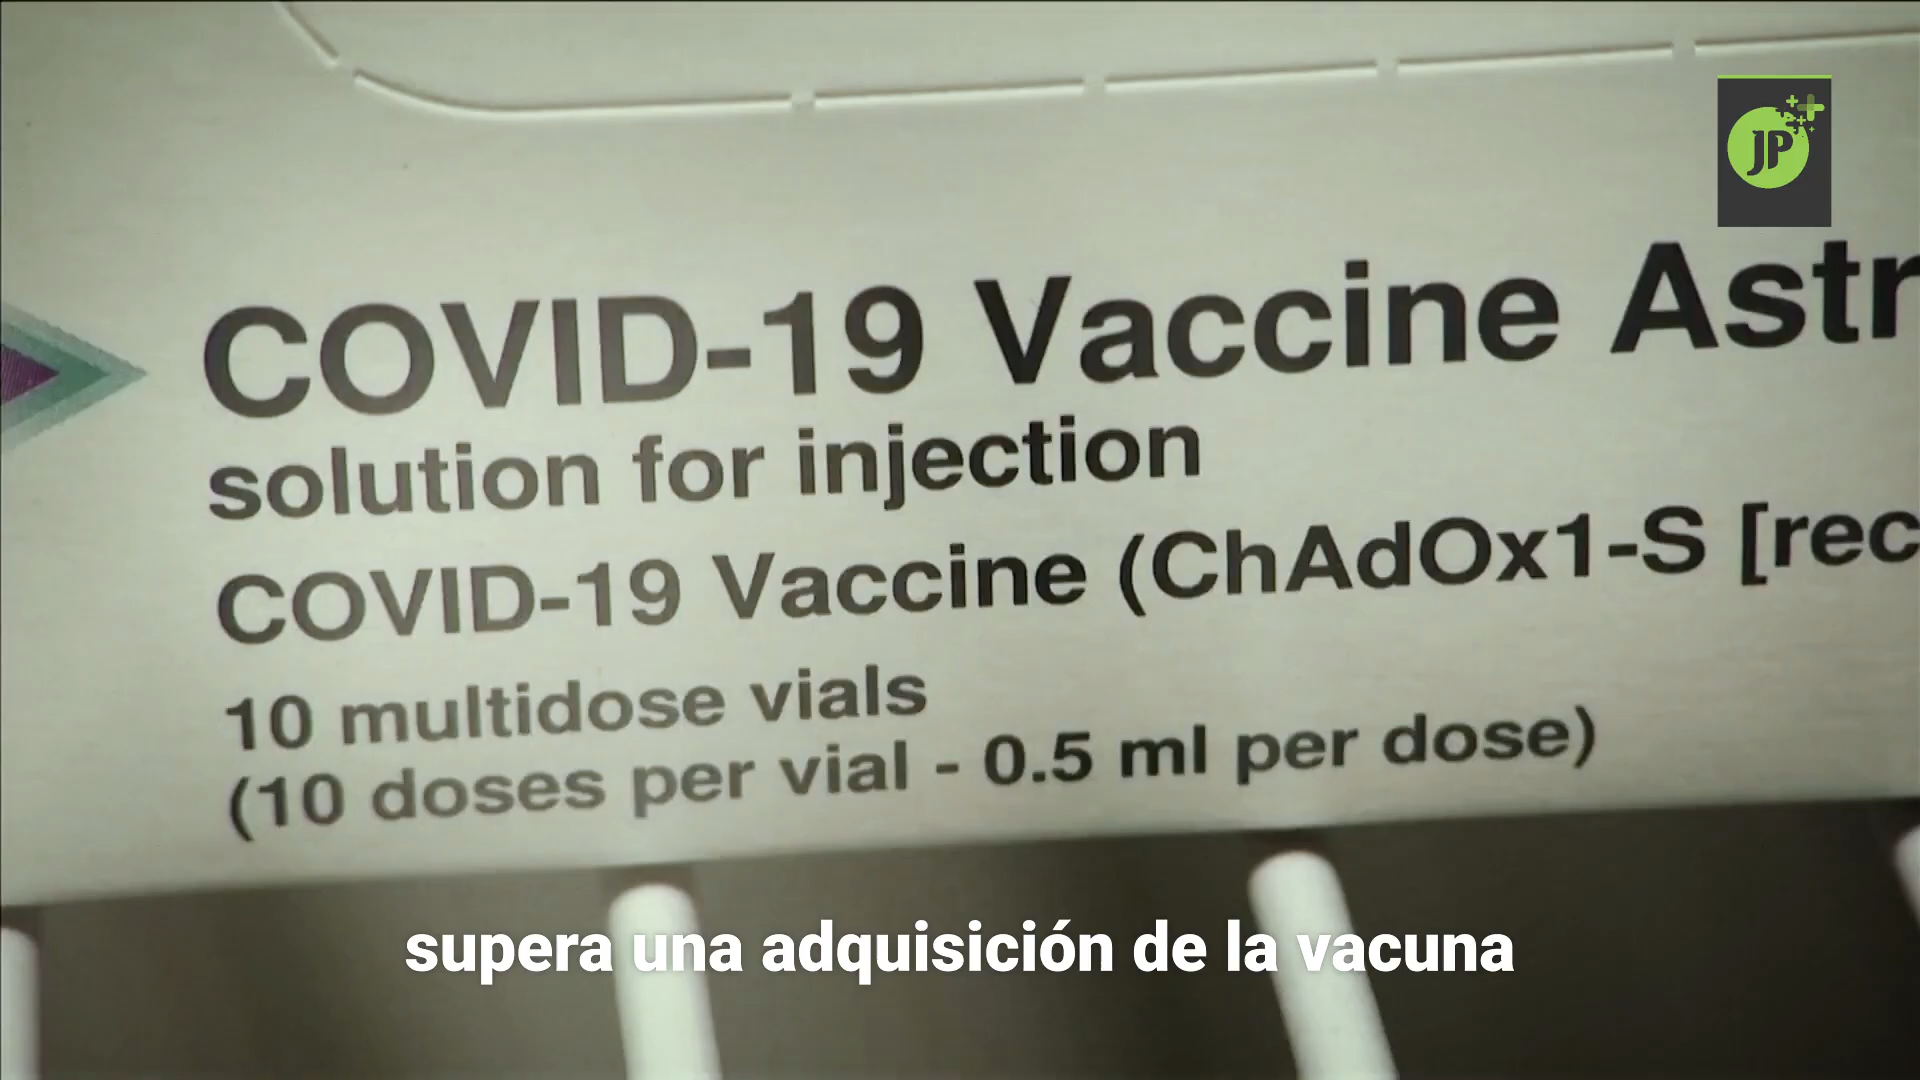 JP
COVID-19 Vaccine Astr
solution for injection
COVID-19 Vaccine (ChAdOx1-S [rec
10 multidose vials
(10 doses per vial - 0.5 ml per dose)
supera una adquisición de la vacuna